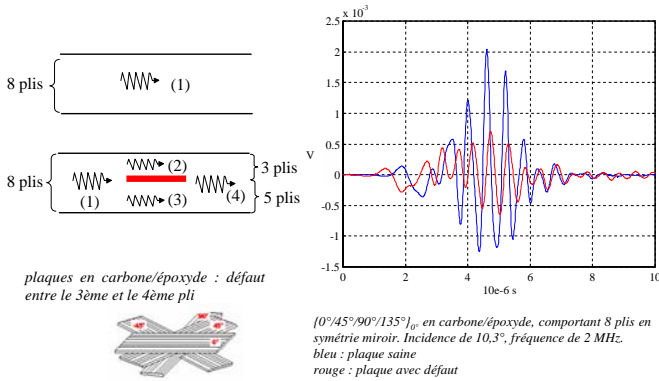 8 plis
(1)
8 plis
(1)
(2)
(3)
(4)
3 plis
5 plis
plaques en carbone/époxyde : défaut
entre le 3ème et le 4ème pli
90°
-45°
45°
0°
x 10-3
2.5
2
1.5
1
0.5
0
-0.5
-1
-1.5
V
0
2
4
6
8
10
10e-6 s
[0°/45°/90°/135°]0° en carbone/époxyde, comportant 8 plis en
symétrie miroir. Incidence de 10,3°, fréquence de 2 MHz.
bleu : plaque saine
rouge : plaque avec défaut